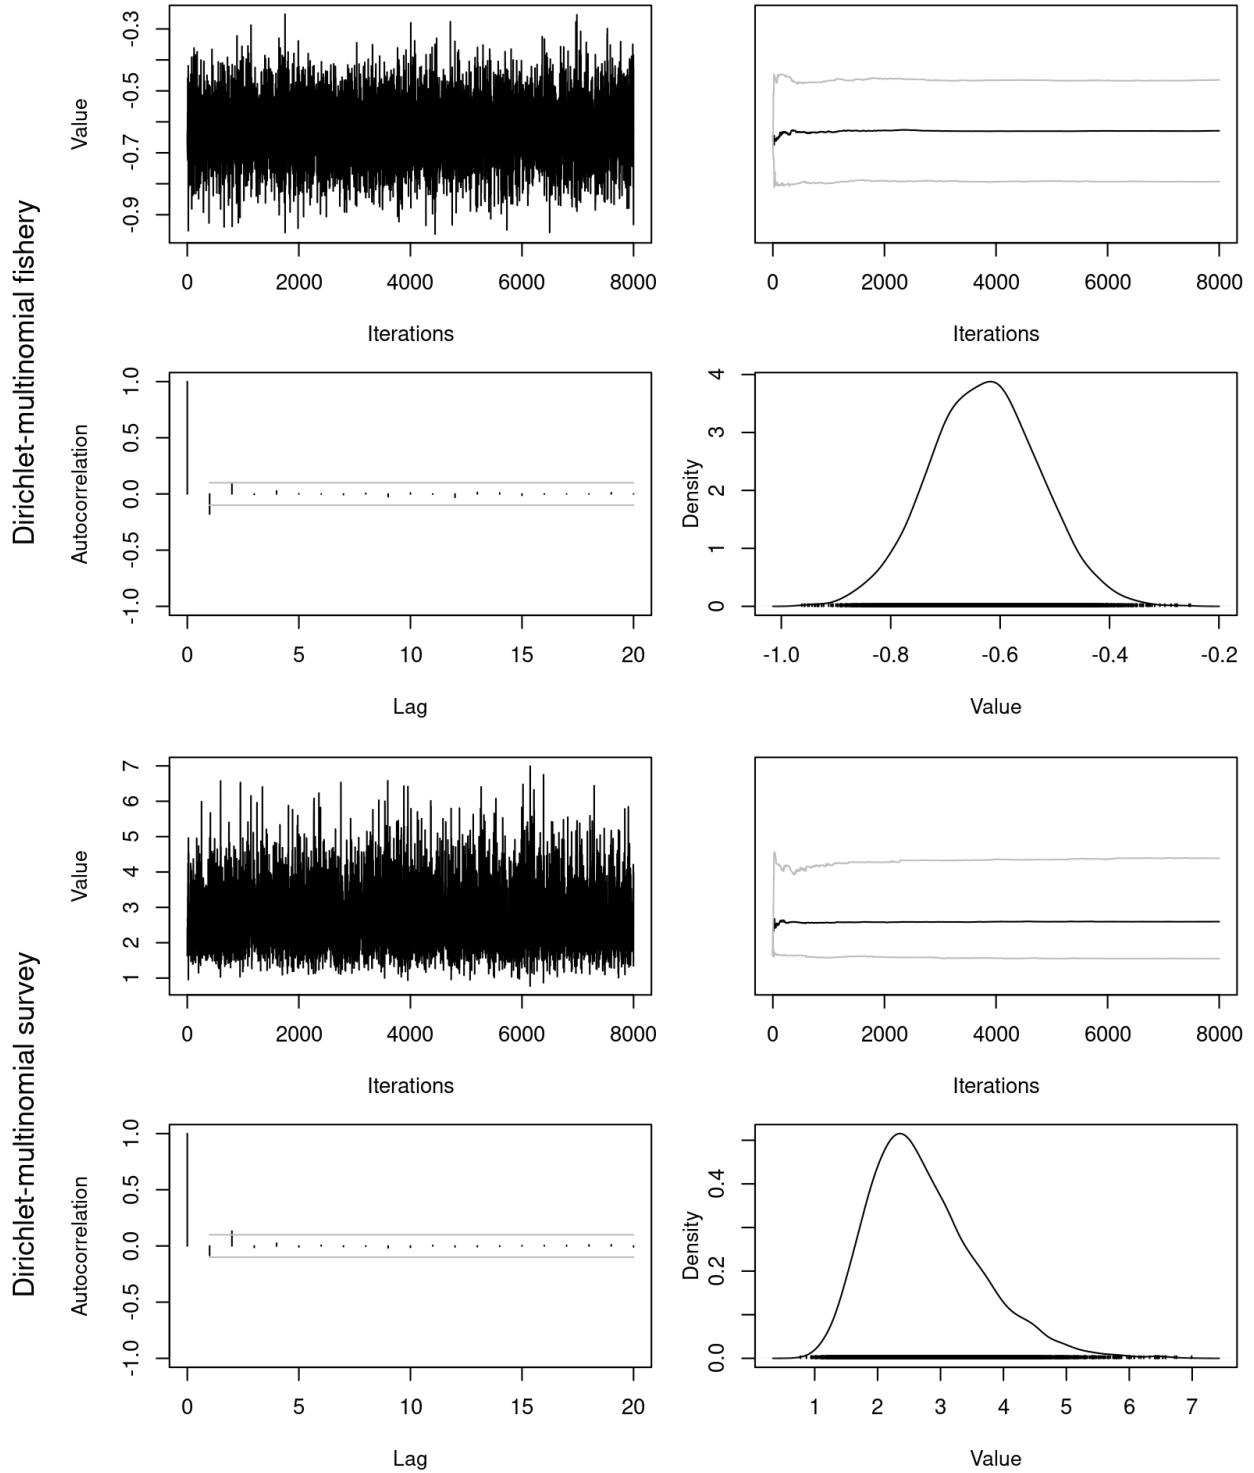 Dirichlet-multinomial fishery
Value
-0.3
-0.5
-0.7
-0.9
0 2000 4000 6000 8000
Iterations
0 2000 4000 6000 8000
Iterations
Autocorrelation
1.0
0.5
0.0
-0.5
-1.0
0 5 10 15 20
Lag
Density
4
3
2
1
0
-1.0 -0.8 -0.6 -0.4 -0.2
Value
Dirichlet-multinomial survey
Value
7
6
5
4
3
2
1
0 2000 4000 6000 8000
Iterations
0 2000 4000 6000 8000
Iterations
Autocorrelation
1.0
0.5
0.0
-0.5
-1.0
0 5 10 15 20
Lag
Density
0.4
0.2
0.0
1 2 3 4 5 6 7
Value